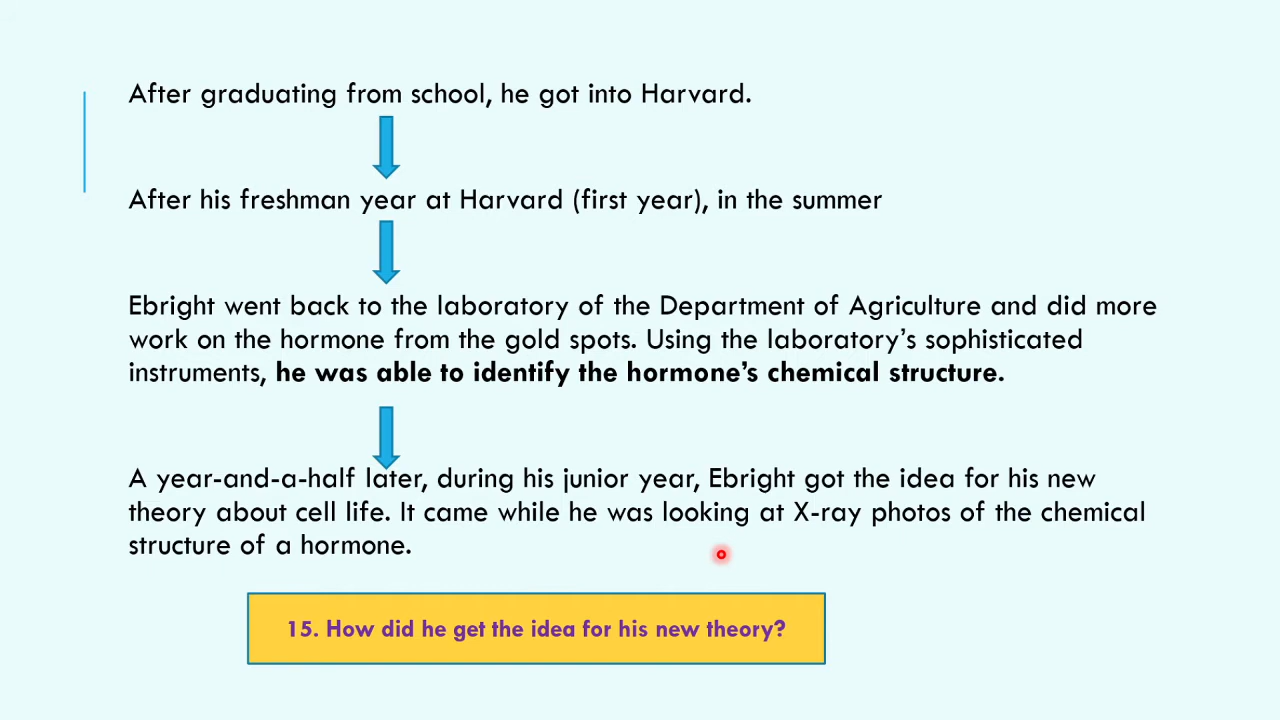 After graduating from school, he got into Harvard.
After his freshman year at Harvard (first year), in the summer
Ebright went back to the laboratory of the Department of Agriculture and did more
work on the hormone from the gold spots. Using the laboratory’s sophisticated
instruments, he was able to identify the hormone’s chemical structure.
A year-and-a-half later, during his junior year, Ebright got the idea for his new
theory about cell life. It came while he was looking at X-ray photos of the chemical
structure of a hormone.
15. How did he get the idea for his new theory?